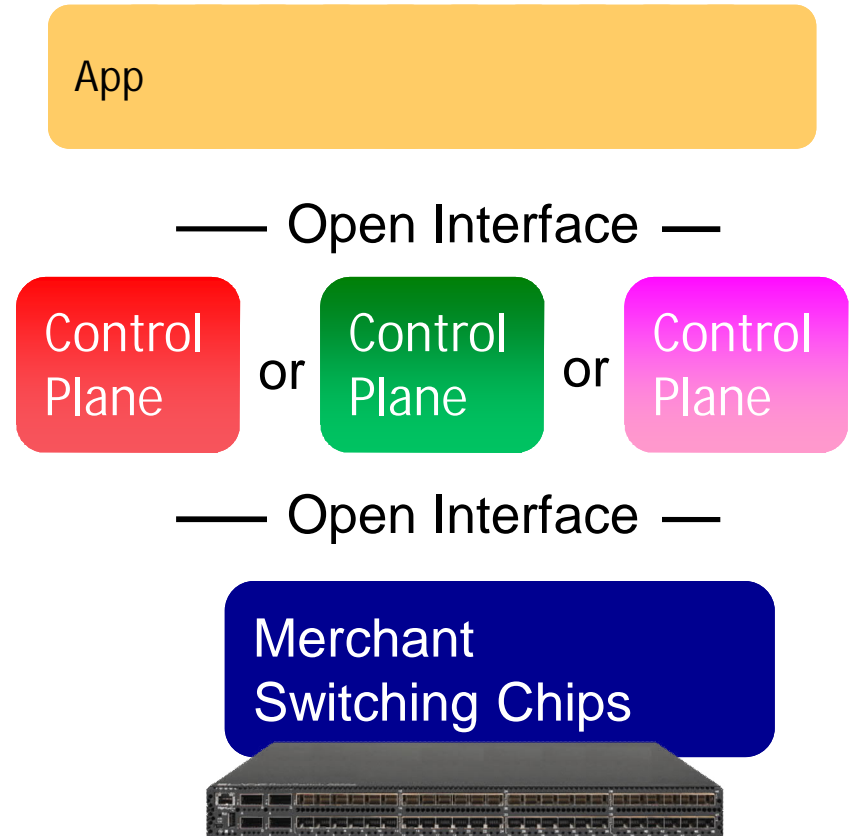 App
Open Interface
Control
Plane
or
Control
Plane
or
Control
Plane
Open Interface
Merchant
Switching Chips